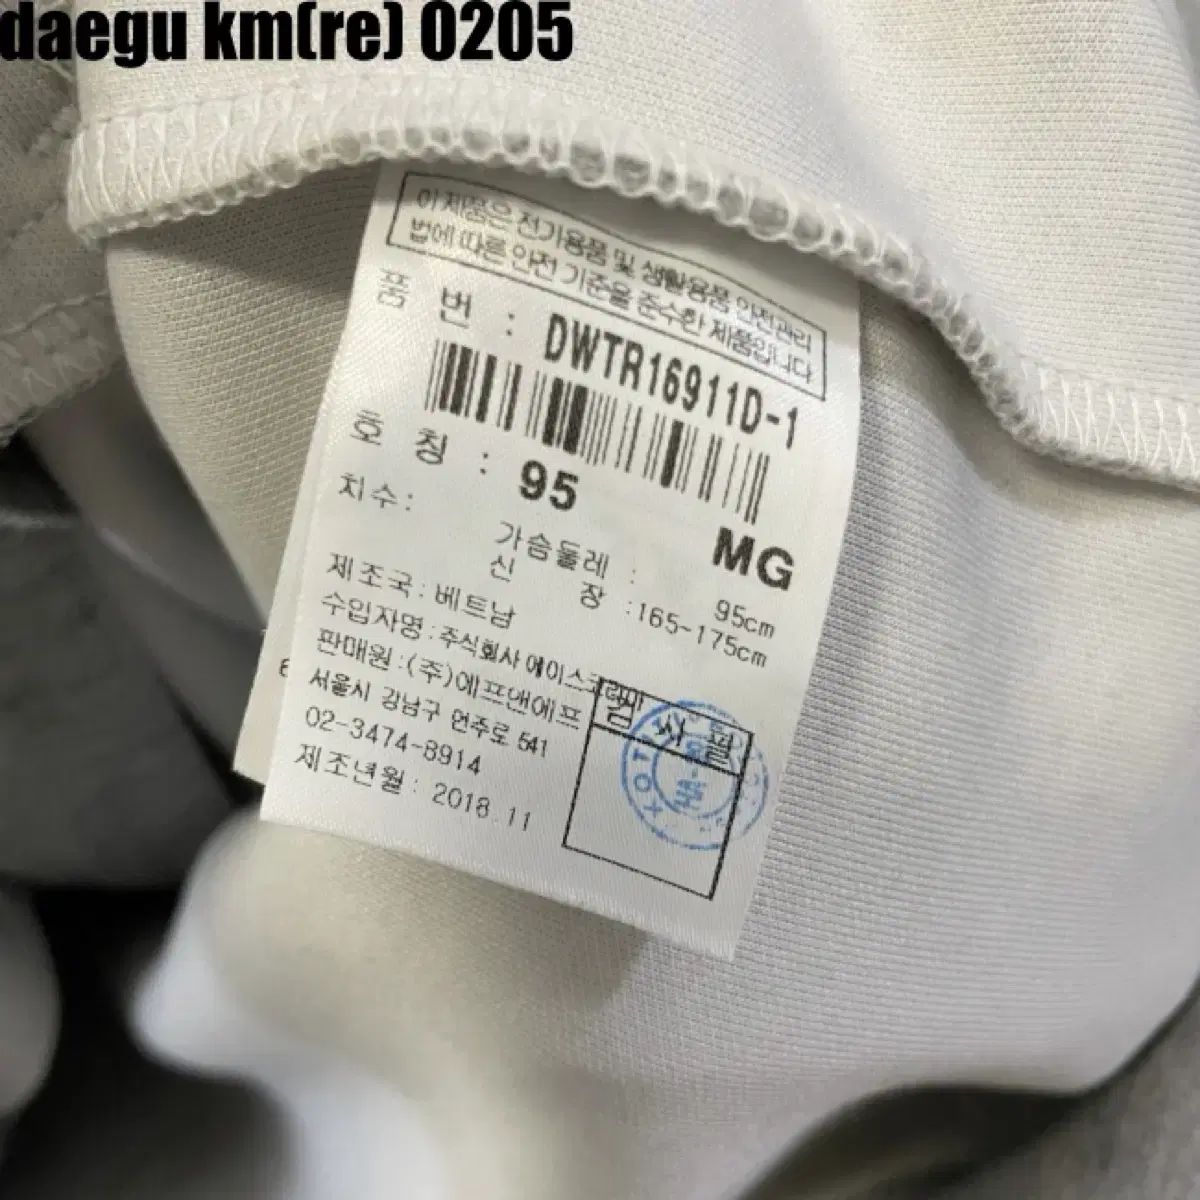 daegu km(re) 0205
이 제품은 전기용품 및 생활용품 안전관리
법에 따른 안전 기준을 준수한 제품입니다
품 번 : DWTR16911D-1
호 칭 : 95
MG
치수:
가슴둘레 : 95cm
신 장 : 165-175cm
제조국 : 베트남
수입자명 : 주식회사 에이스
판매원 : (주)에프앤에프
서울시 강남구 언주로 541
02-3474-8914
제조년월 : 2018.11
검 사 필